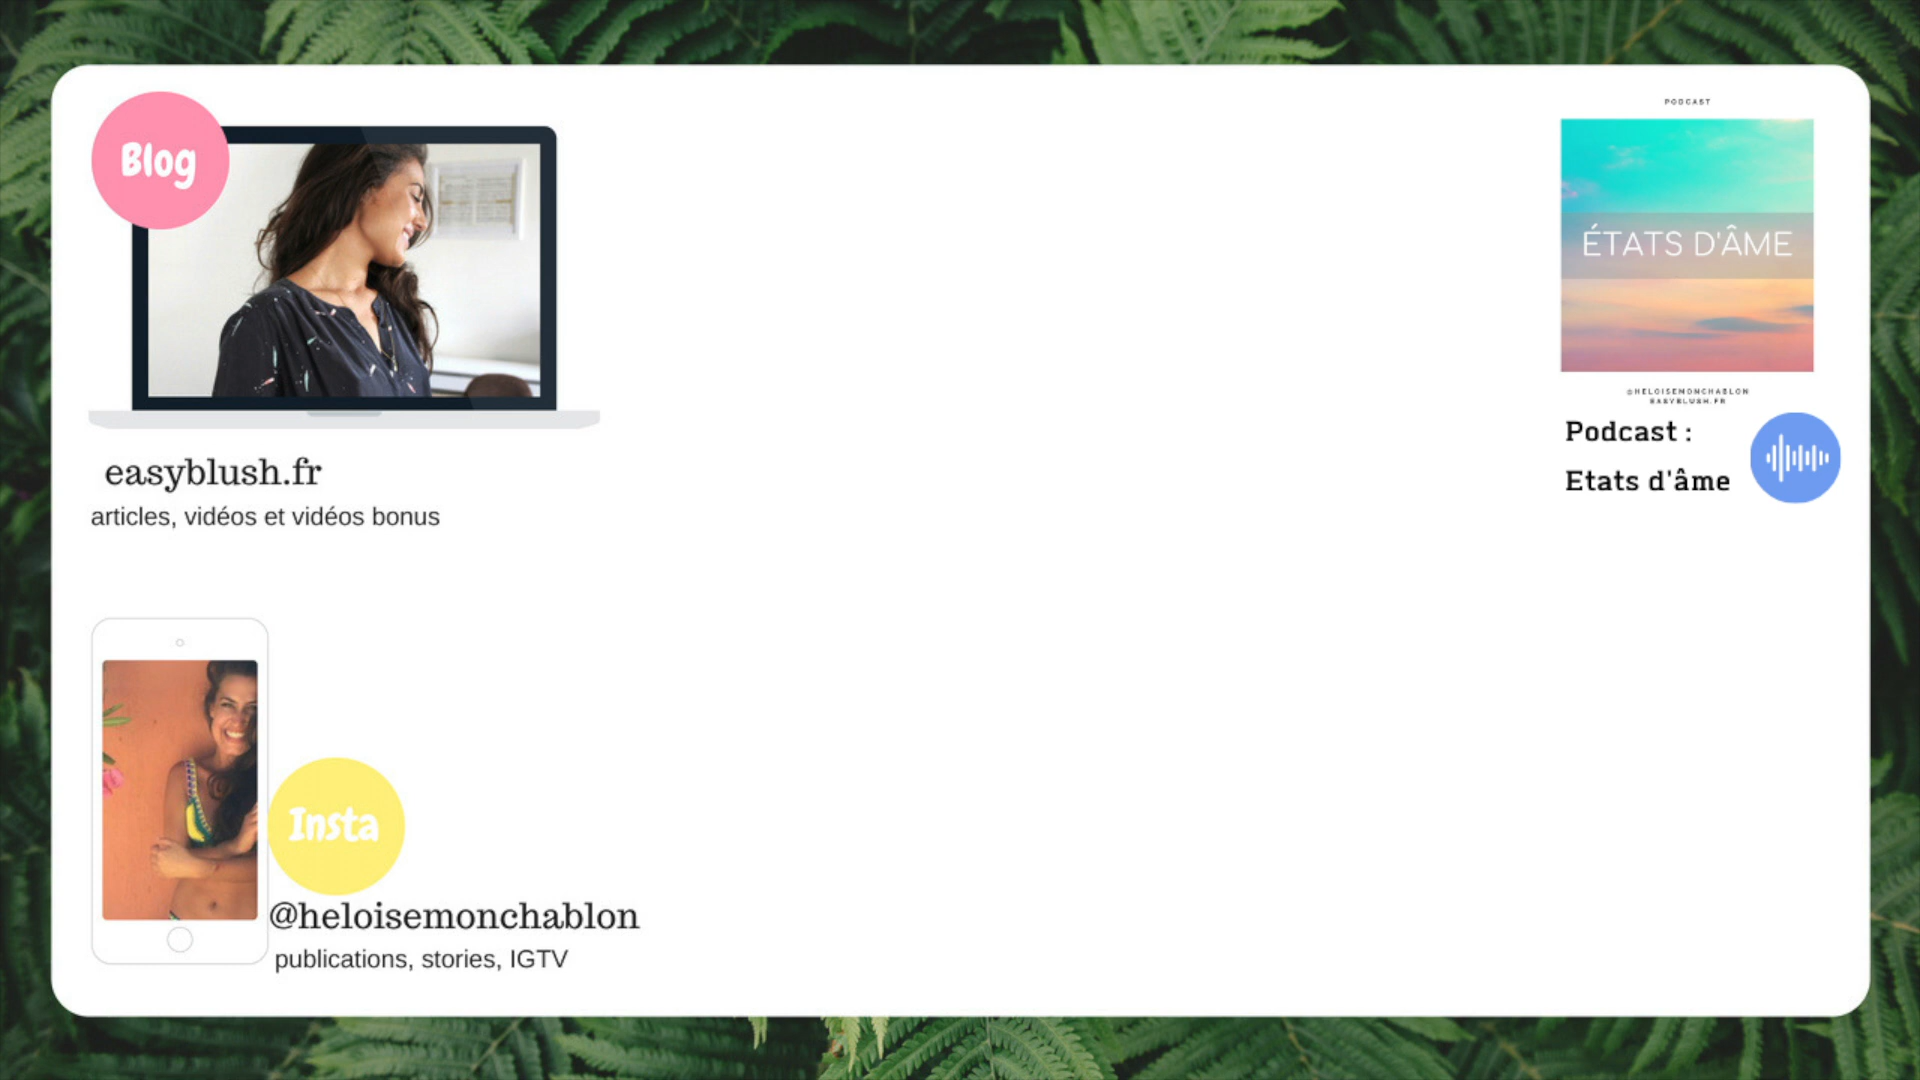 Blog
easyblush.fr
articles, vidéos et vidéos bonus
Insta
@heloisemonchablon
publications, stories, IGTV
PODCAST
ÉTATS D'ÂME
@HELOISEMONCHABLON
EASYBLUSH.FR
Podcast :
Etats d'âme